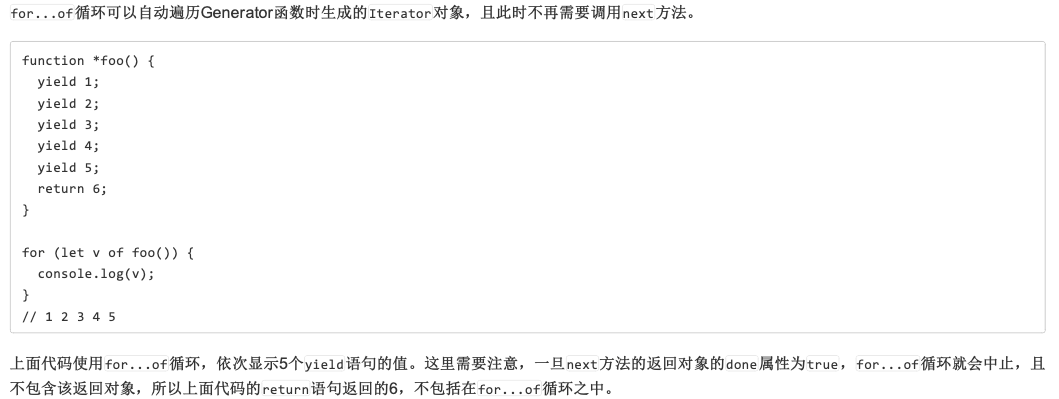 for...of循环可以自动遍历Generator函数时生成的Iterator对象，且此时不再需要调用next方法。
function *foo() {
  yield 1;
  yield 2;
  yield 3;
  yield 4;
  yield 5;
  return 6;
}

for (let v of foo()) {
  console.log(v);
}
// 1 2 3 4 5
上面代码使用for...of循环，依次显示5个yield语句的值。这里需要注意，一旦next方法的返回对象的done属性为true，for...of循环就会中止，且
不包含该返回对象，所以上面代码的return语句返回的6，不包括在for...of循环之中。